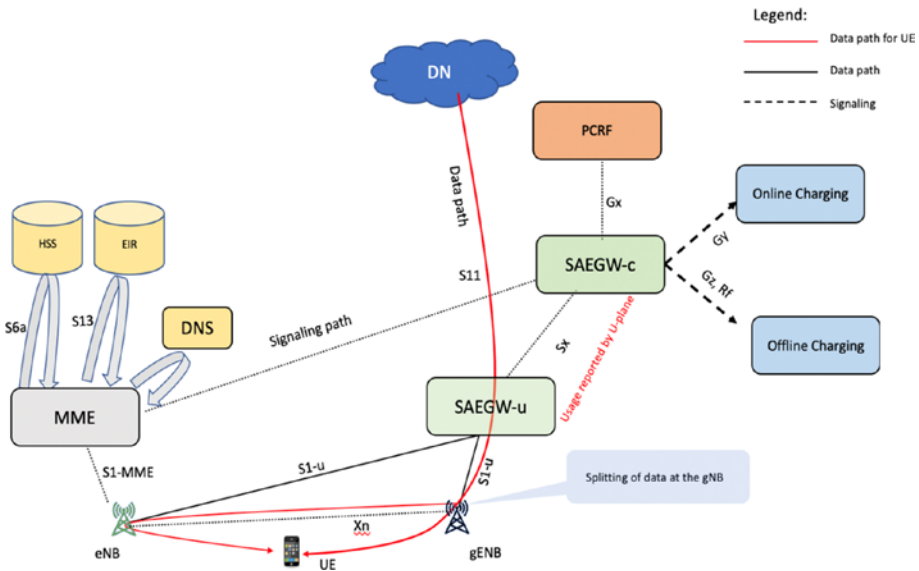 Legend:
Data path for UE
Data path
Signaling
DN
PCRF
Online Charging
Data path
Gx
Gy
HSS
EIR
SAEGW-c
S11
Gz, Rf
S6a
S13
DNS
Signaling path
Sx
Usage reported by U-plane
Offline Charging
MME
SAEGW-u
S1-MME
S1-u
S1-u
Splitting of data at the gNB
Xn
eNB
UE
gENB